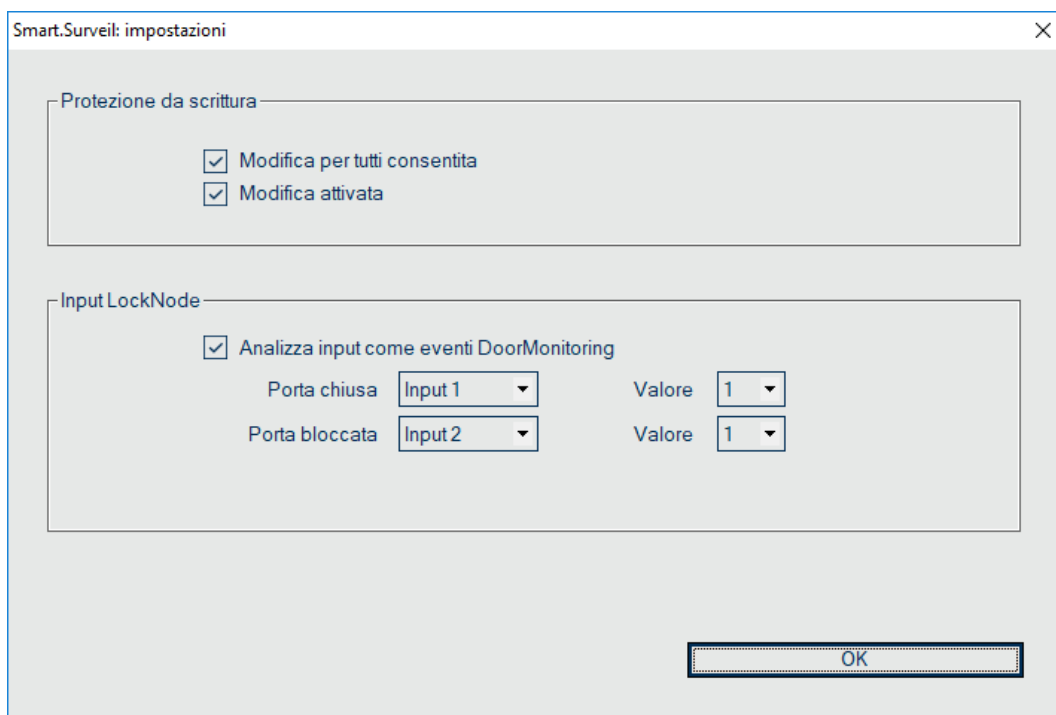 Smart.Surveil: impostazioni
Protezione da scrittura
Modifica per tutti consentita
Modifica attivata
Input LockNode
Analizza input come eventi DoorMonitoring
Porta chiusa Input 1 Valore 1
Porta bloccata Input 2 Valore 1
OK